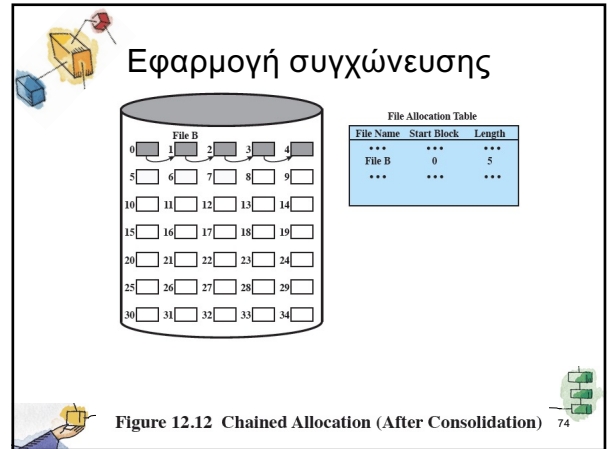 Εφαρμογή συγχώνευσης
File Allocation Table
File Name Start Block Length
••• ••• •••
File B 0 5
••• ••• •••
File B
0 1 2 3 4
5 6 7 8 9
10 11 12 13 14
15 16 17 18 19
20 21 22 23 24
25 26 27 28 29
30 31 32 33 34
Figure 12.12 Chained Allocation (After Consolidation)
74